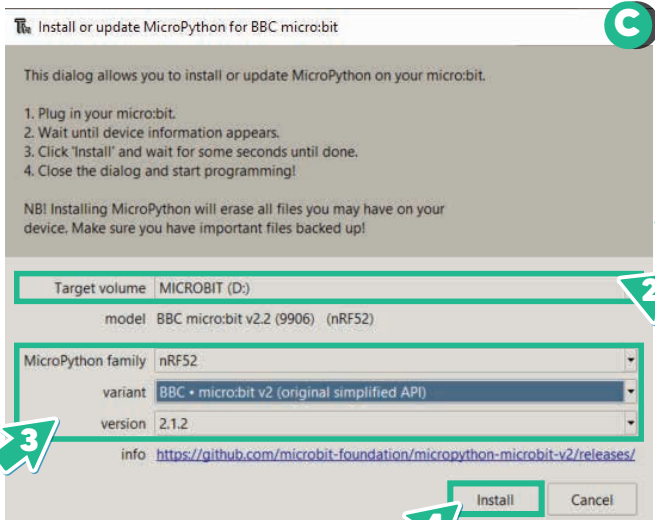 Install or update MicroPython for BBC micro:bit
C
This dialog allows you to install or update MicroPython on your micro:bit.
1. Plug in your micro:bit.
2. Wait until device information appears.
3. Click 'Install' and wait for some seconds until done.
4. Close the dialog and start programming!
NB! Installing MicroPython will erase all files you may have on your
device. Make sure you have important files backed up!
Target volume MICROBIT (D:)
2
model BBC micro:bit v2.2 (9906) (nRF52)
MicroPython family nRF52
variant BBC • micro:bit v2 (original simplified API)
version 2.1.2
3
info https://github.com/microbit-foundation/micropython-microbit-v2/releases/
Install Cancel